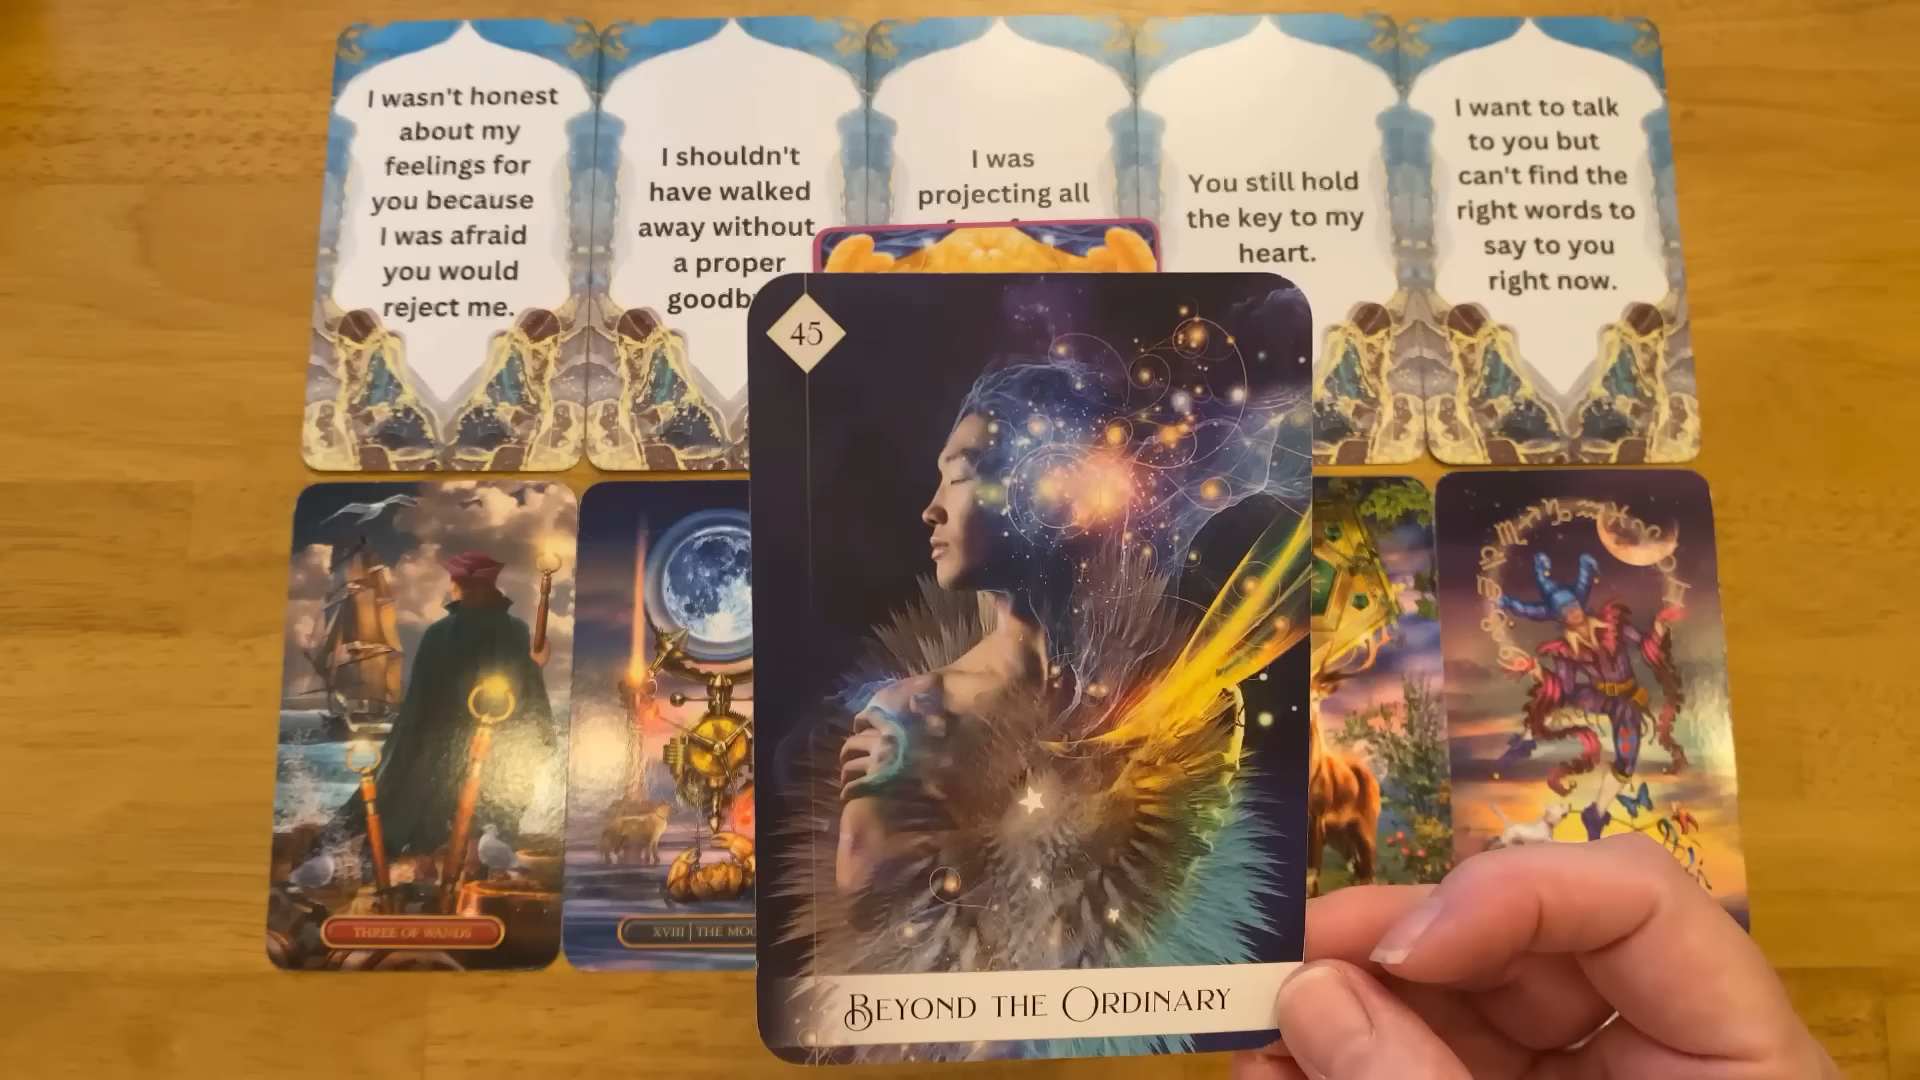 I wasn't honest
about my
feelings for
you because
I was afraid
you would
reject me.
I shouldn't
have walked
away without
a proper
I was
projecting all
You still hold
the key to my
heart.
I want to talk
to you but
can't find the
right words to
say to you
right now.
45
BEYOND THE ORDINARY
THREE OF WANDS
XVIII | THE